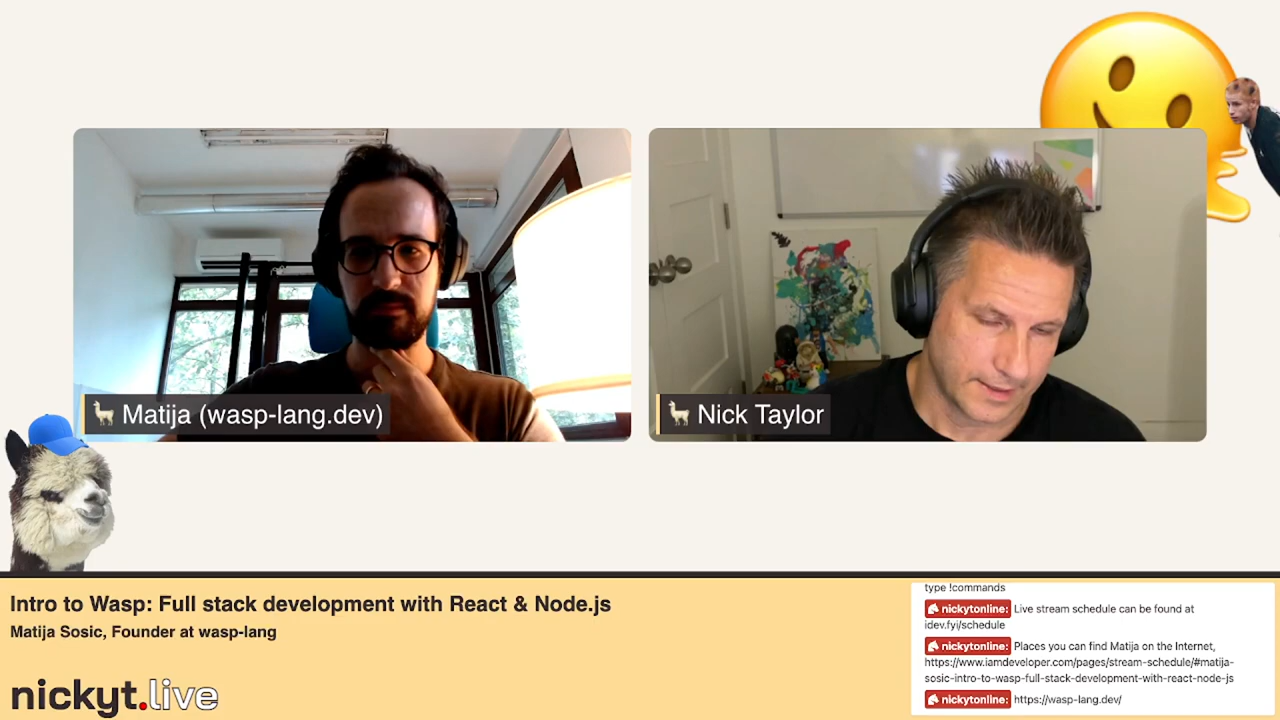 Matija (wasp-lang.dev)
Nick Taylor
Intro to Wasp: Full stack development with React & Node.js
Matija Sosic, Founder at wasp-lang
nickyt.live
type !commands
nickytonline: Live stream schedule can be found at
idev.fyi/schedule
nickytonline: Places you can find Matija on the Internet,
https://www.iamdeveloper.com/pages/stream-schedule/#matija-
sosic-intro-to-wasp-full-stack-development-with-react-node-js
nickytonline: https://wasp-lang.dev/